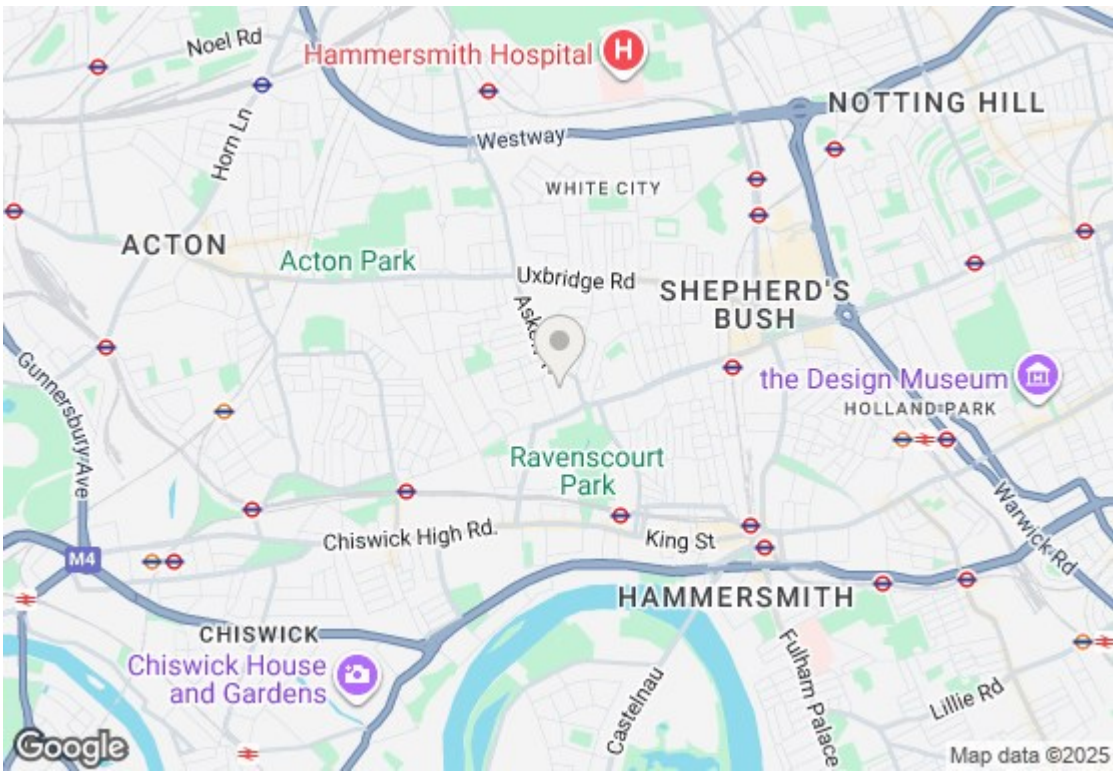 Noel Rd
Hammersmith Hospital
H
NOTTING HILL
Horn Ln
Westway
WHITE CITY
ACTON
Acton Park
Uxbridge Rd
SHEPHERD'S
BUSH
Gunnersbury Ave
the Design Museum
HOLLAND PARK
Ravenscourt
Park
Warwick Rd
Chiswick High Rd.
King St
M4
HAMMERSMITH
CHISWICK
Chiswick House
and Gardens
Castelnau
Fulham Palace
Lillie Rd
Google
Map data ©2025